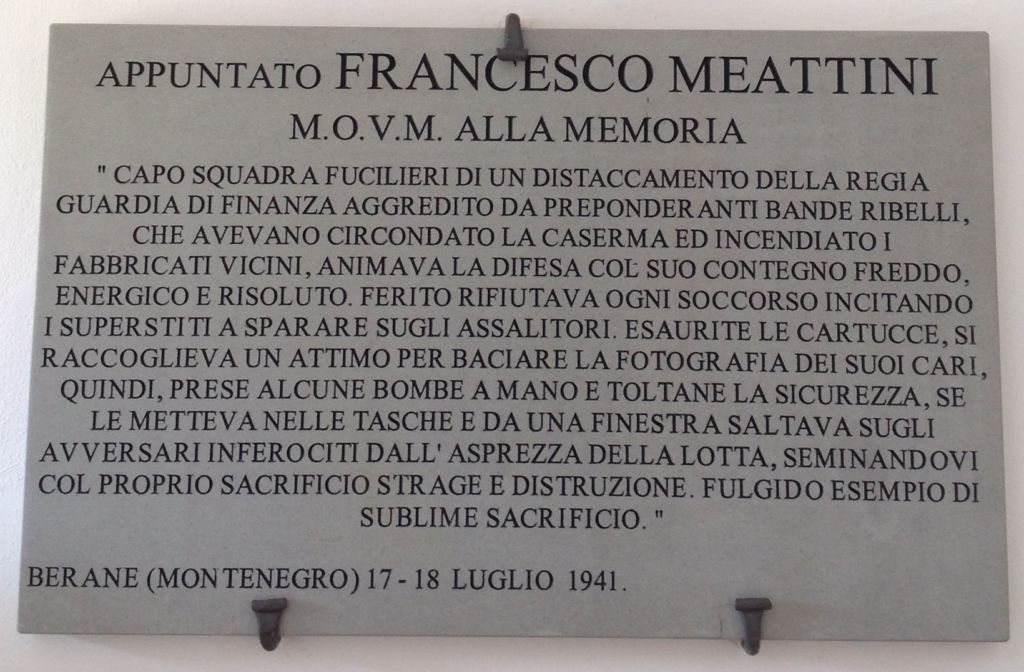 APPUNTATO FRANCESCO MEATTINI
M.O.V.M. ALLA MEMORIA
" CAPO SQUADRA FUCILIERI DI UN DISTACCAMENTO DELLA REGIA
GUARDIA DI FINANZA AGGREDITO DA PREPONDERANTI BANDE RIBELLI,
CHE AVEVANO CIRCONDATO LA CASERMA ED INCENDIATO I
FABBRICATI VICINI, ANIMAVA LA DIFESA COL SUO CONTEGNO FREDDO,
ENERGICO E RISOLUTO. FERITO RIFIUTAVA OGNI SOCCORSO INCITANDO
I SUPERSTITI A SPARARE SUGLI ASSALITORI. ESAURITE LE CARTUCCE, SI
RACCOGLIEVA UN ATTIMO PER BACIARE LA FOTOGRAFIA DEI SUOI CARI,
QUINDI, PRESE ALCUNE BOMBE A MANO E TOLTANE LA SICUREZZA, SE
LE METTEVA NELLE TASCHE E DA UNA FINESTRA SALTAVA SUGLI
AVVERSARI INFEROCITI DALL' ASPREZZA DELLA LOTTA, SEMINANDOVI
COL PROPRIO SACRIFICIO STRAGE E DISTRUZIONE. FULGIDO ESEMPIO DI
SUBLIME SACRIFICIO. "
BERANE (MONTENEGRO) 17 - 18 LUGLIO 1941.